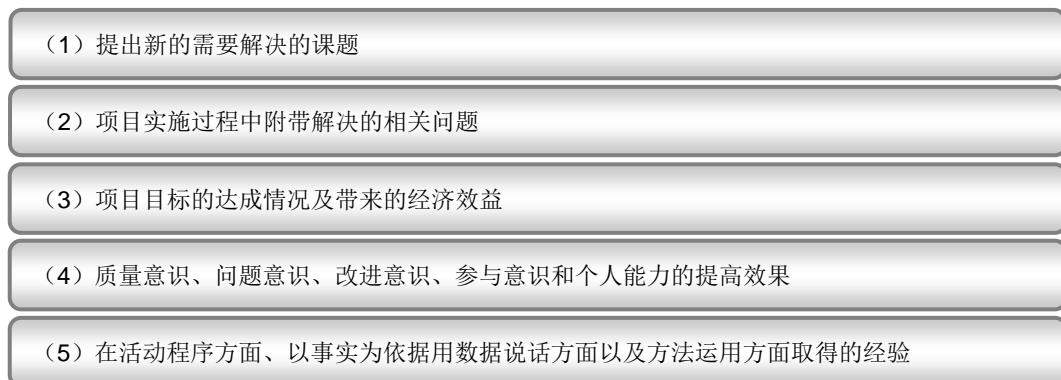 （1）提出新的需要解决的课题
（2）项目实施过程中附带解决的相关问题
（3）项目目标的达成情况及带来的经济效益
（4）质量意识、问题意识、改进意识、参与意识和个人能力的提高效果
（5）在活动程序方面、以事实为依据用数据说话方面以及方法运用方面取得的经验